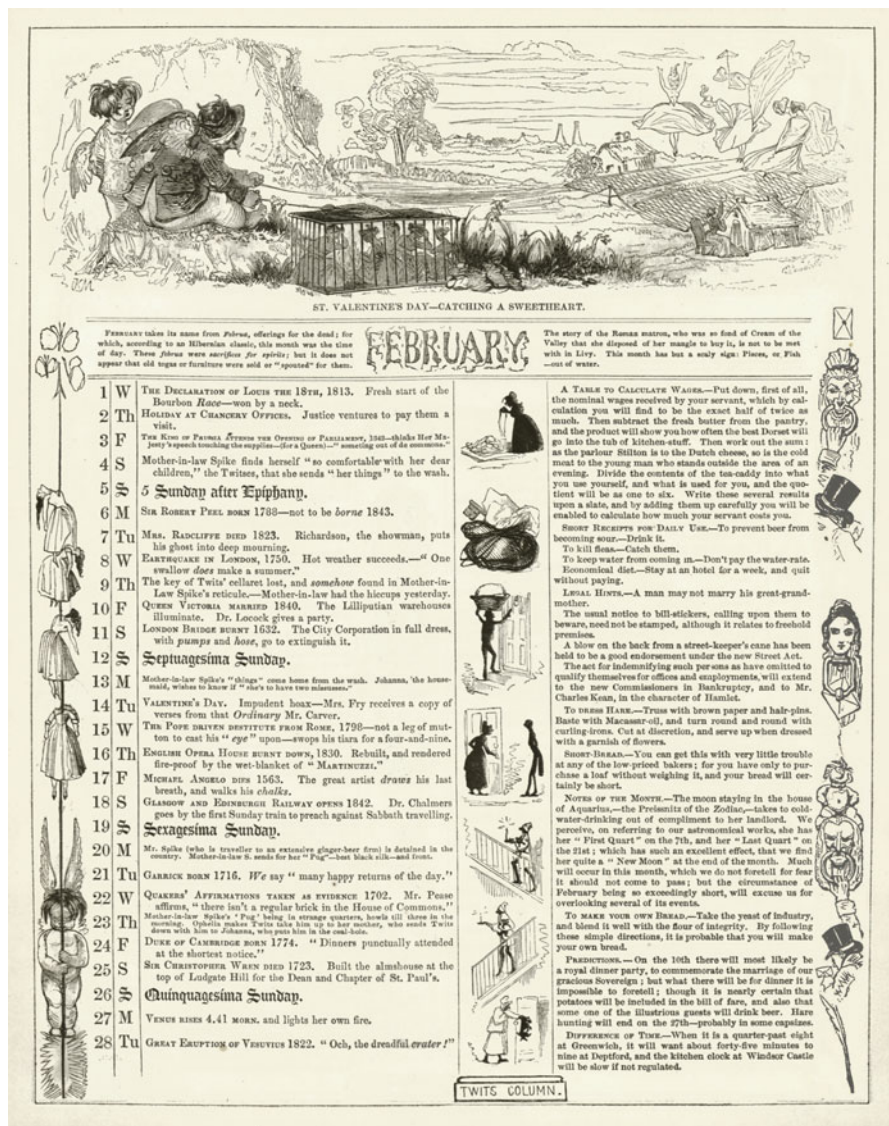 ST. VALENTINE'S DAY—CATCHING A SWEETHEART.
FEBRUARY takes its name from Februa, offerings for the dead; for
which, according to an Hibernian classic, this month was the time
of day. These februa were sacrifices for spirits; but it does not
appear that old togas or furniture were sold or "spouted" for them.
FEBRUARY.
The story of the Roman matron, who was so fond of Cream of the
Valley that she disposed of her mangle to buy it, is not to be met
with in Livy. This month has but a scaly sign: Pisces, or Fish
—out of water.
1 W THE DECLARATION OF LOUIS THE 18TH, 1813. Fresh start of the
Bourbon Race—won by a neck.
2 Th HOLIDAY AT CHANCERY OFFICES. Justice ventures to pay them a
visit.
3 F THE KING OF PRUSSIA ATTENDS THE OPENING OF PARLIAMENT, 1842—thinks Her Ma-
jesty's speech touching the supplies—(for a Queen)—"someting out of de commons."
4 S Mother-in-law Spike finds herself "so comfortable with her dear
children," the Twitses, that she sends "her things" to the wash.
5 S 5 Sunday after Epiphany.
6 M SIR ROBERT PEEL BORN 1788—not to be borne 1843.
7 Tu MRS. RADCLIFFE DIED 1823. Richardson, the showman, puts
his ghost into deep mourning.
8 W EARTHQUAKE IN LONDON, 1750. Hot weather succeeds.—"One
swallow does make a summer."
9 Th The key of Twits' cellaret lost, and somehow found in Mother-in-
Law Spike's reticule.—Mother-in-law had the hiccups yesterday.
10 F QUEEN VICTORIA MARRIED 1840. The Lilliputian warehouses
illuminate. Dr. Locock gives a party.
11 S LONDON BRIDGE BURNT 1632. The City Corporation in full dress,
with pumps and hose, go to extinguish it.
12 S Septuagesima Sunday.
13 M Mother-in-law Spike's "things" come home from the wash. Johanna, the house-
maid, wishes to know if "she's to have two missusses."
14 Tu VALENTINE'S DAY. Impudent hoax—Mrs. Fry receives a copy of
verses from that Ordinary Mr. Carver.
15 W THE POPE DRIVEN DESTITUTE FROM ROME, 1798—not a leg of mut-
ton to cast his "eye" upon—swops his tiara for a four-and-nine.
16 Th ENGLISH OPERA HOUSE BURNT DOWN, 1830. Rebuilt, and rendered
fire-proof by the wet-blanket of "MARTINUZZI."
17 F MICHAEL ANGELO DIES 1563. The great artist draws his last
breath, and walks his chalks.
18 S GLASGOW AND EDINBURGH RAILWAY OPENS 1842. Dr. Chalmers
goes by the first Sunday train to preach against Sabbath travelling.
19 S Sexagesima Sunday.
20 M Mr. Spike (who is traveller to an extensive ginger-beer firm) is detained in the
country. Mother-in-law S. sends for her "Pug"—best black silk—and front.
21 Tu GARRICK BORN 1716. We say "many happy returns of the day."
22 W QUAKERS' AFFIRMATIONS TAKEN AS EVIDENCE 1702. Mr. Pease
affirms, "there isn't a regular brick in the House of Commons."
23 Th Mother-in-law Spike's 'Pug' being in strange quarters, howls till three in the
morning. Ophelia makes Twits take him up to her mother, who sends Twits
down with him to Johanna, who puts him in the coal-hole.
24 F DUKE OF CAMBRIDGE BORN 1774. "Dinners punctually attended
at the shortest notice."
25 S SIR CHRISTOPHER WREN DIED 1723. Built the almshouse at the
top of Ludgate Hill for the Dean and Chapter of St. Paul's.
26 S Quinquagesima Sunday.
27 M VENUS RISES 4.41 MORN. and lights her own fire.
28 Tu GREAT ERUPTION OF VESUVIUS 1822. "Och, the dreadful crater!"
TWITS COLUMN.
A TABLE TO CALCULATE WAGES.—Put down, first of all,
the nominal wages received by your servant, which by cal-
culation you will find to be the exact half of twice as
much. Then subtract the fresh butter from the pantry,
and the product will show you how often the best Dorset will
go into the tub of kitchen-stuff. Then work out the sum:
as the parlour Stilton is to the Dutch cheese, so is the cold
meat to the young man who stands outside the area of an
evening. Divide the contents of the tea-caddy into what
you use yourself, and what is used for you, and the quo-
tient will be as one to six. Write these several results
upon a slate, and by adding them up carefully you will be
enabled to calculate how much your servant costs you.
SHORT RECEIPTS FOR DAILY USE.—To prevent beer from
becoming sour.—Drink it.
To kill fleas.—Catch them.
To keep water from coming in.—Don't pay the water-rate.
Economical diet.—Stay at an hotel for a week, and quit
without paying.
LEGAL HINTS.—A man may not marry his great-grand-
mother.
The usual notice to bill-stickers, calling upon them to
beware, need not be stamped, although it relates to freehold
premises.
A blow on the back from a street-keeper's cane has been
held to be a good endorsement under the new Street Act.
The act for indemnifying such persons as have omitted to
qualify themselves for offices and employments, will extend
to the new Commissioners in Bankruptcy, and to Mr.
Charles Kean, in the character of Hamlet.
TO DRESS HARE.—Truss with brown paper and hair-pins.
Baste with Macassar-oil, and turn round and round with
curling-irons. Cut at discretion, and serve up when dressed
with a garnish of flowers.
SHORT-BREAD.—You can get this with very little trouble
at any of the low-priced bakers; for you have only to pur-
chase a loaf without weighing it, and your bread will cer-
tainly be short.
NOTES OF THE MONTH.—The moon staying in the house
of Aquarius,—the Preissnitz of the Zodiac,—takes to cold-
water-drinking out of compliment to her landlord. We
perceive, on referring to our astronomical works, she has
her "First Quart" on the 7th, and her "Last Quart" on
the 21st; which has such an excellent effect, that we find
her quite a "New Moon" at the end of the month. Much
will occur in this month, which we do not foretell for fear
it should not come to pass; but the circumstance of
February being so exceedingly short, will excuse us for
overlooking several of its events.
TO MAKE YOUR OWN BREAD.—Take the yeast of industry,
and blend it well with the flour of integrity. By following
these simple directions, it is probable that you will make
your own bread.
PREDICTIONS.—On the 10th there will most likely be
a royal dinner party, to commemorate the marriage of our
gracious Sovereign; but what there will be for dinner it is
impossible to foretell; though it is nearly certain that
potatoes will be included in the bill of fare, and also that
some one of the illustrious guests will drink beer. Hare
hunting will end on the 27th—probably in some capsizes.
DIFFERENCE OF TIME.—When it is a quarter-past eight
at Greenwich, it will want about forty-five minutes to
nine at Deptford, and the kitchen clock at Windsor Castle
will be slow if not regulated.